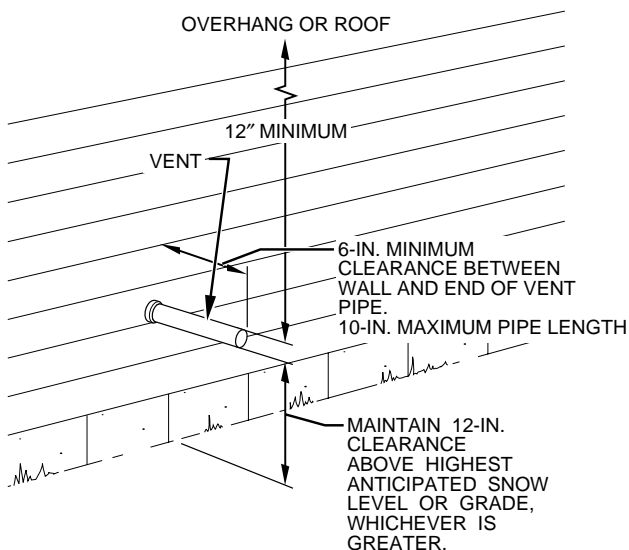 OVERHANG OR ROOF
12″ MINIMUM
VENT
6-IN. MINIMUM
CLEARANCE BETWEEN
WALL AND END OF VENT
PIPE.
10-IN. MAXIMUM PIPE LENGTH
MAINTAIN 12-IN.
CLEARANCE
ABOVE HIGHEST
ANTICIPATED SNOW
LEVEL OR GRADE,
WHICHEVER IS
GREATER.